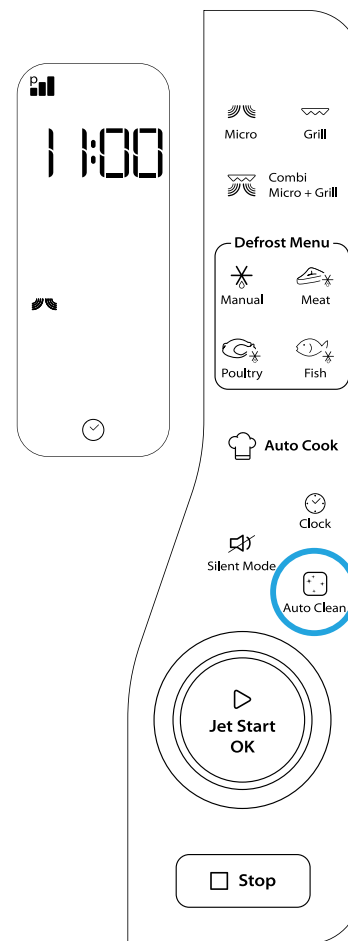 P
11:00
Micro
Grill
Combi
Micro + Grill
Defrost Menu
Manual
Meat
Poultry
Fish
Auto Cook
Clock
Silent Mode
Auto Clean
Jet Start
OK
Stop